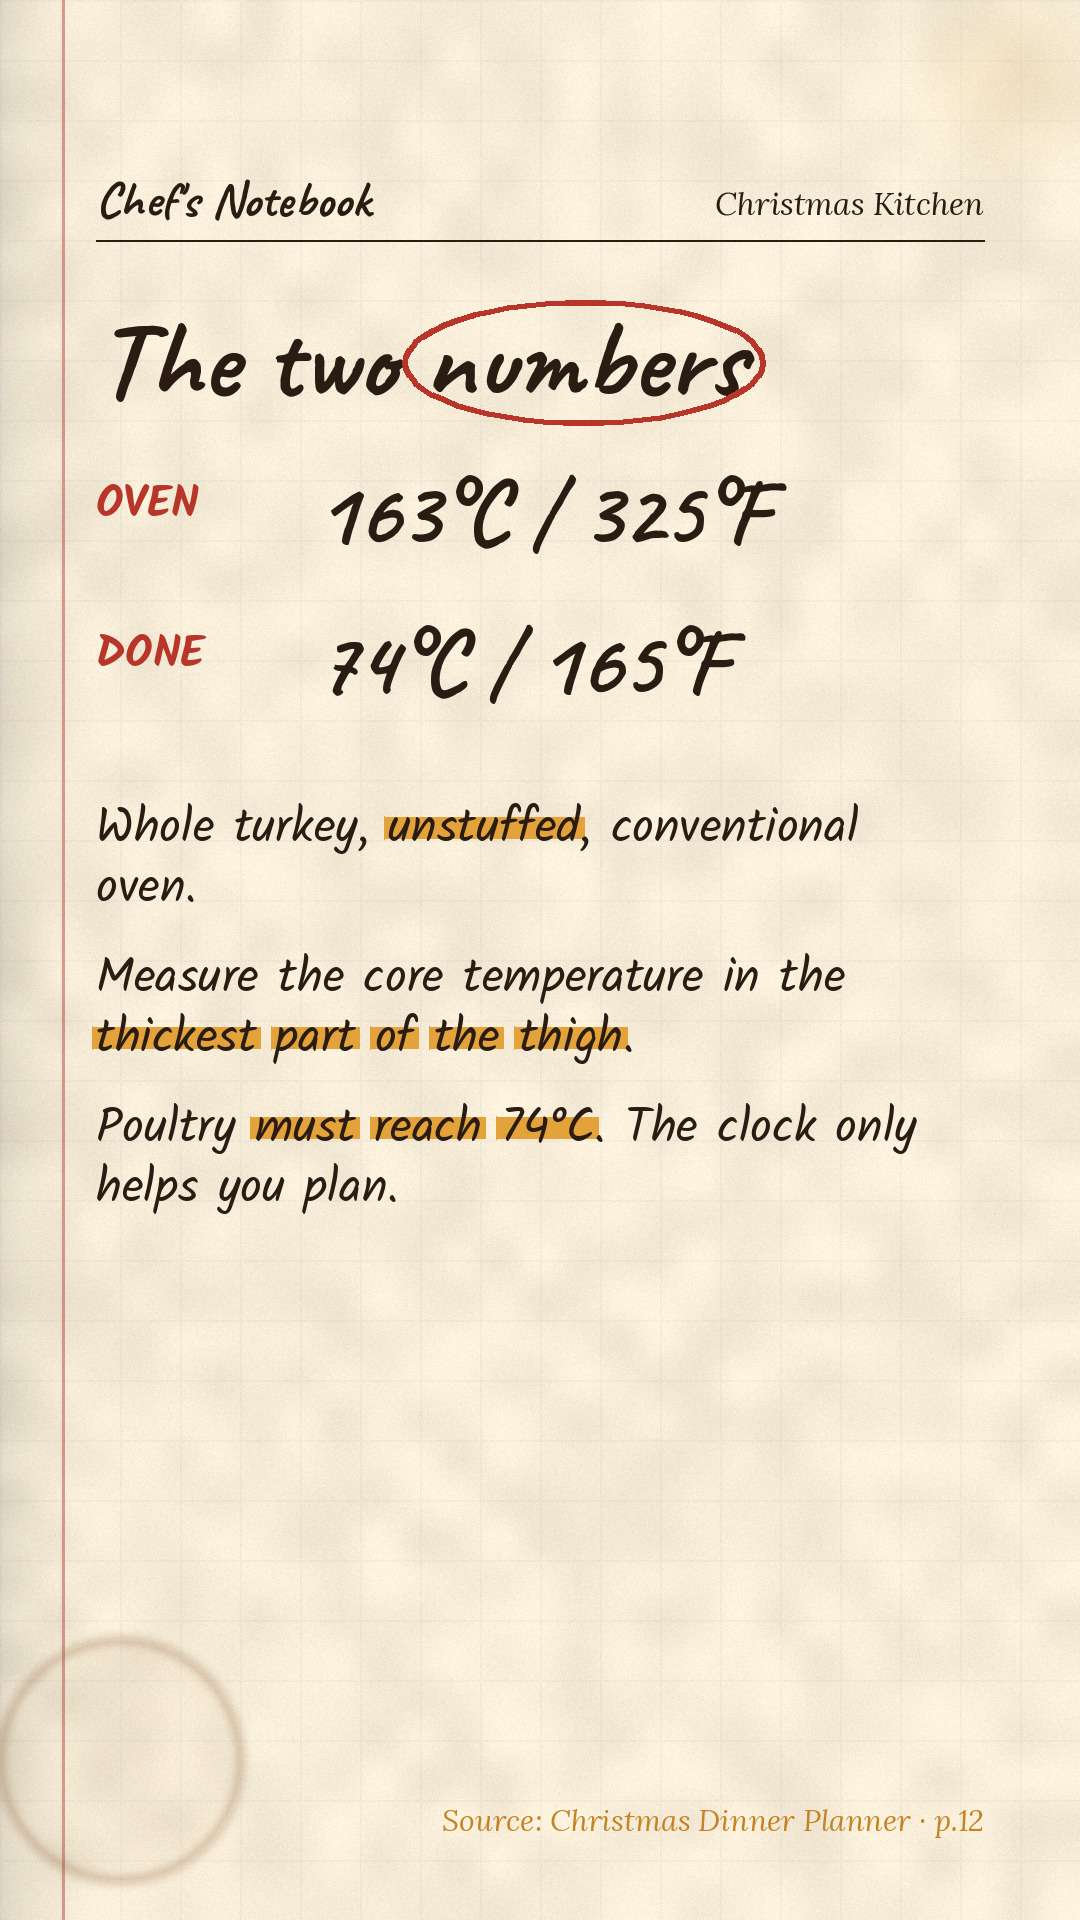 Chef's Notebook
Christmas Kitchen
The two numbers
OVEN 163°C / 325°F
DONE 74°C / 165°F
Whole turkey, unstuffed, conventional
oven.
Measure the core temperature in the
thickest part of the thigh.
Poultry must reach 74°C. The clock only
helps you plan.
Source: Christmas Dinner Planner · p.12